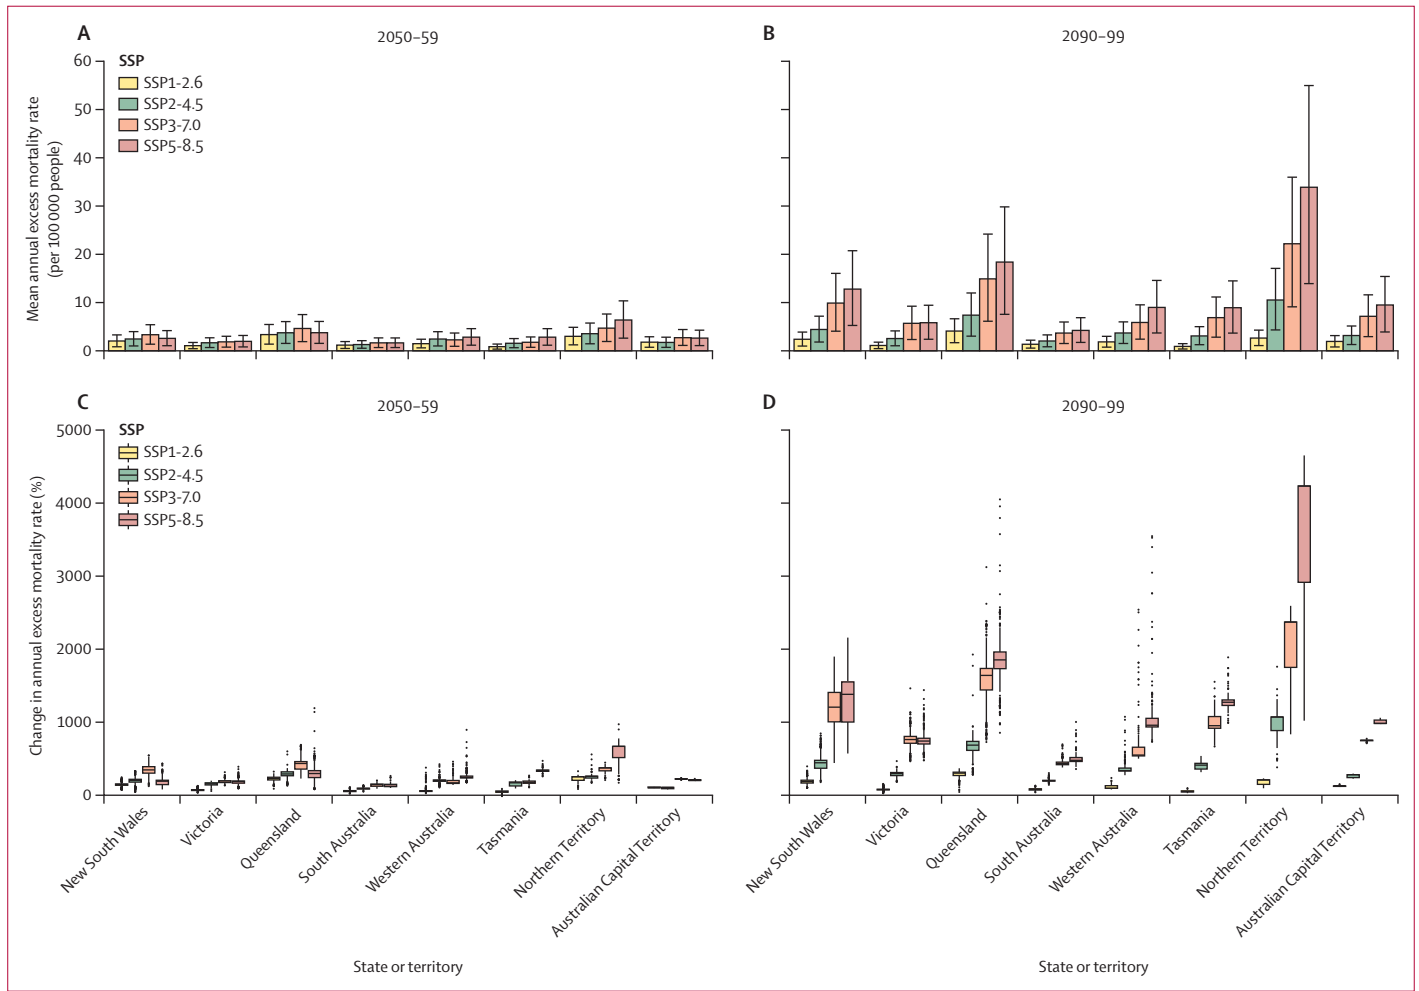 A
2050–59
B
2090–99
Mean annual excess mortality rate
(per 100 000 people)
60
50
40
30
20
10
0
SSP
SSP1-2.6
SSP2-4.5
SSP3-7.0
SSP5-8.5
C
2050–59
D
2090–99
Change in annual excess mortality rate (%)
5000
4000
3000
2000
1000
0
SSP
SSP1-2.6
SSP2-4.5
SSP3-7.0
SSP5-8.5
New South Wales
Victoria
Queensland
South Australia
Western Australia
Tasmania
Northern Territory
Australian Capital Territory
New South Wales
Victoria
Queensland
South Australia
Western Australia
Tasmania
Northern Territory
Australian Capital Territory
State or territory
State or territory